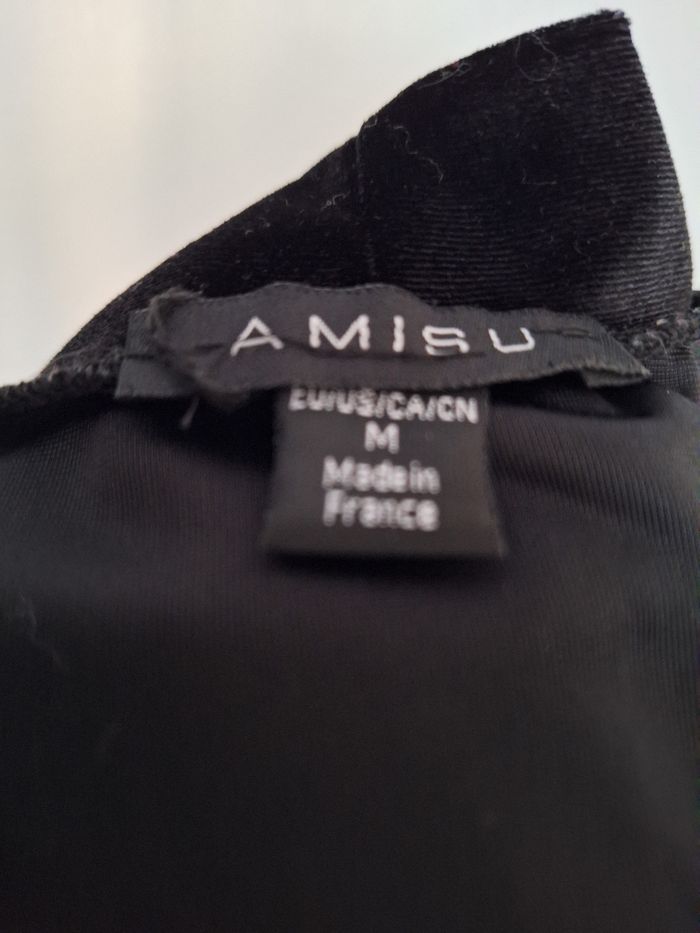 AMISU
EU/US/CA/CN
M
Made in
France